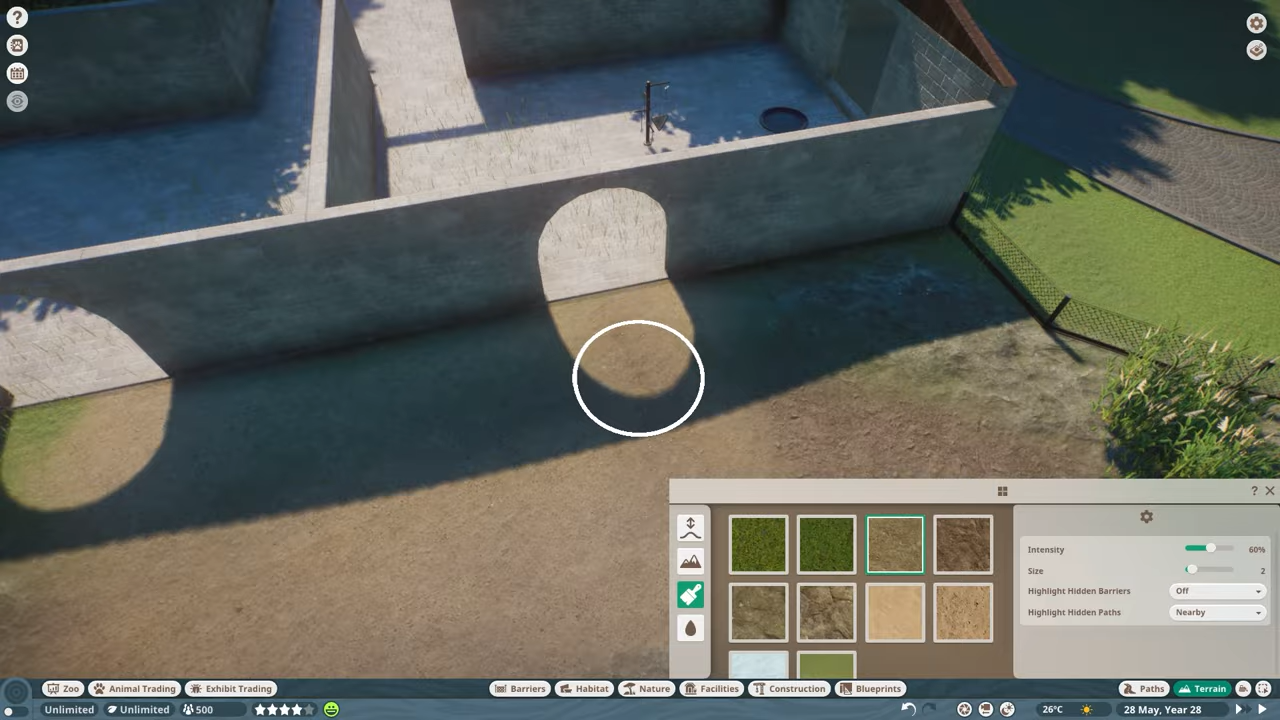 ?
? 
Intensity 60%
Size 2
Highlight Hidden Barriers Off
Highlight Hidden Paths Nearby
Zoo Animal Trading Exhibit Trading Barriers Habitat Nature Facilities Construction Blueprints Paths Terrain
Unlimited Unlimited 500 26°C 28 May, Year 28